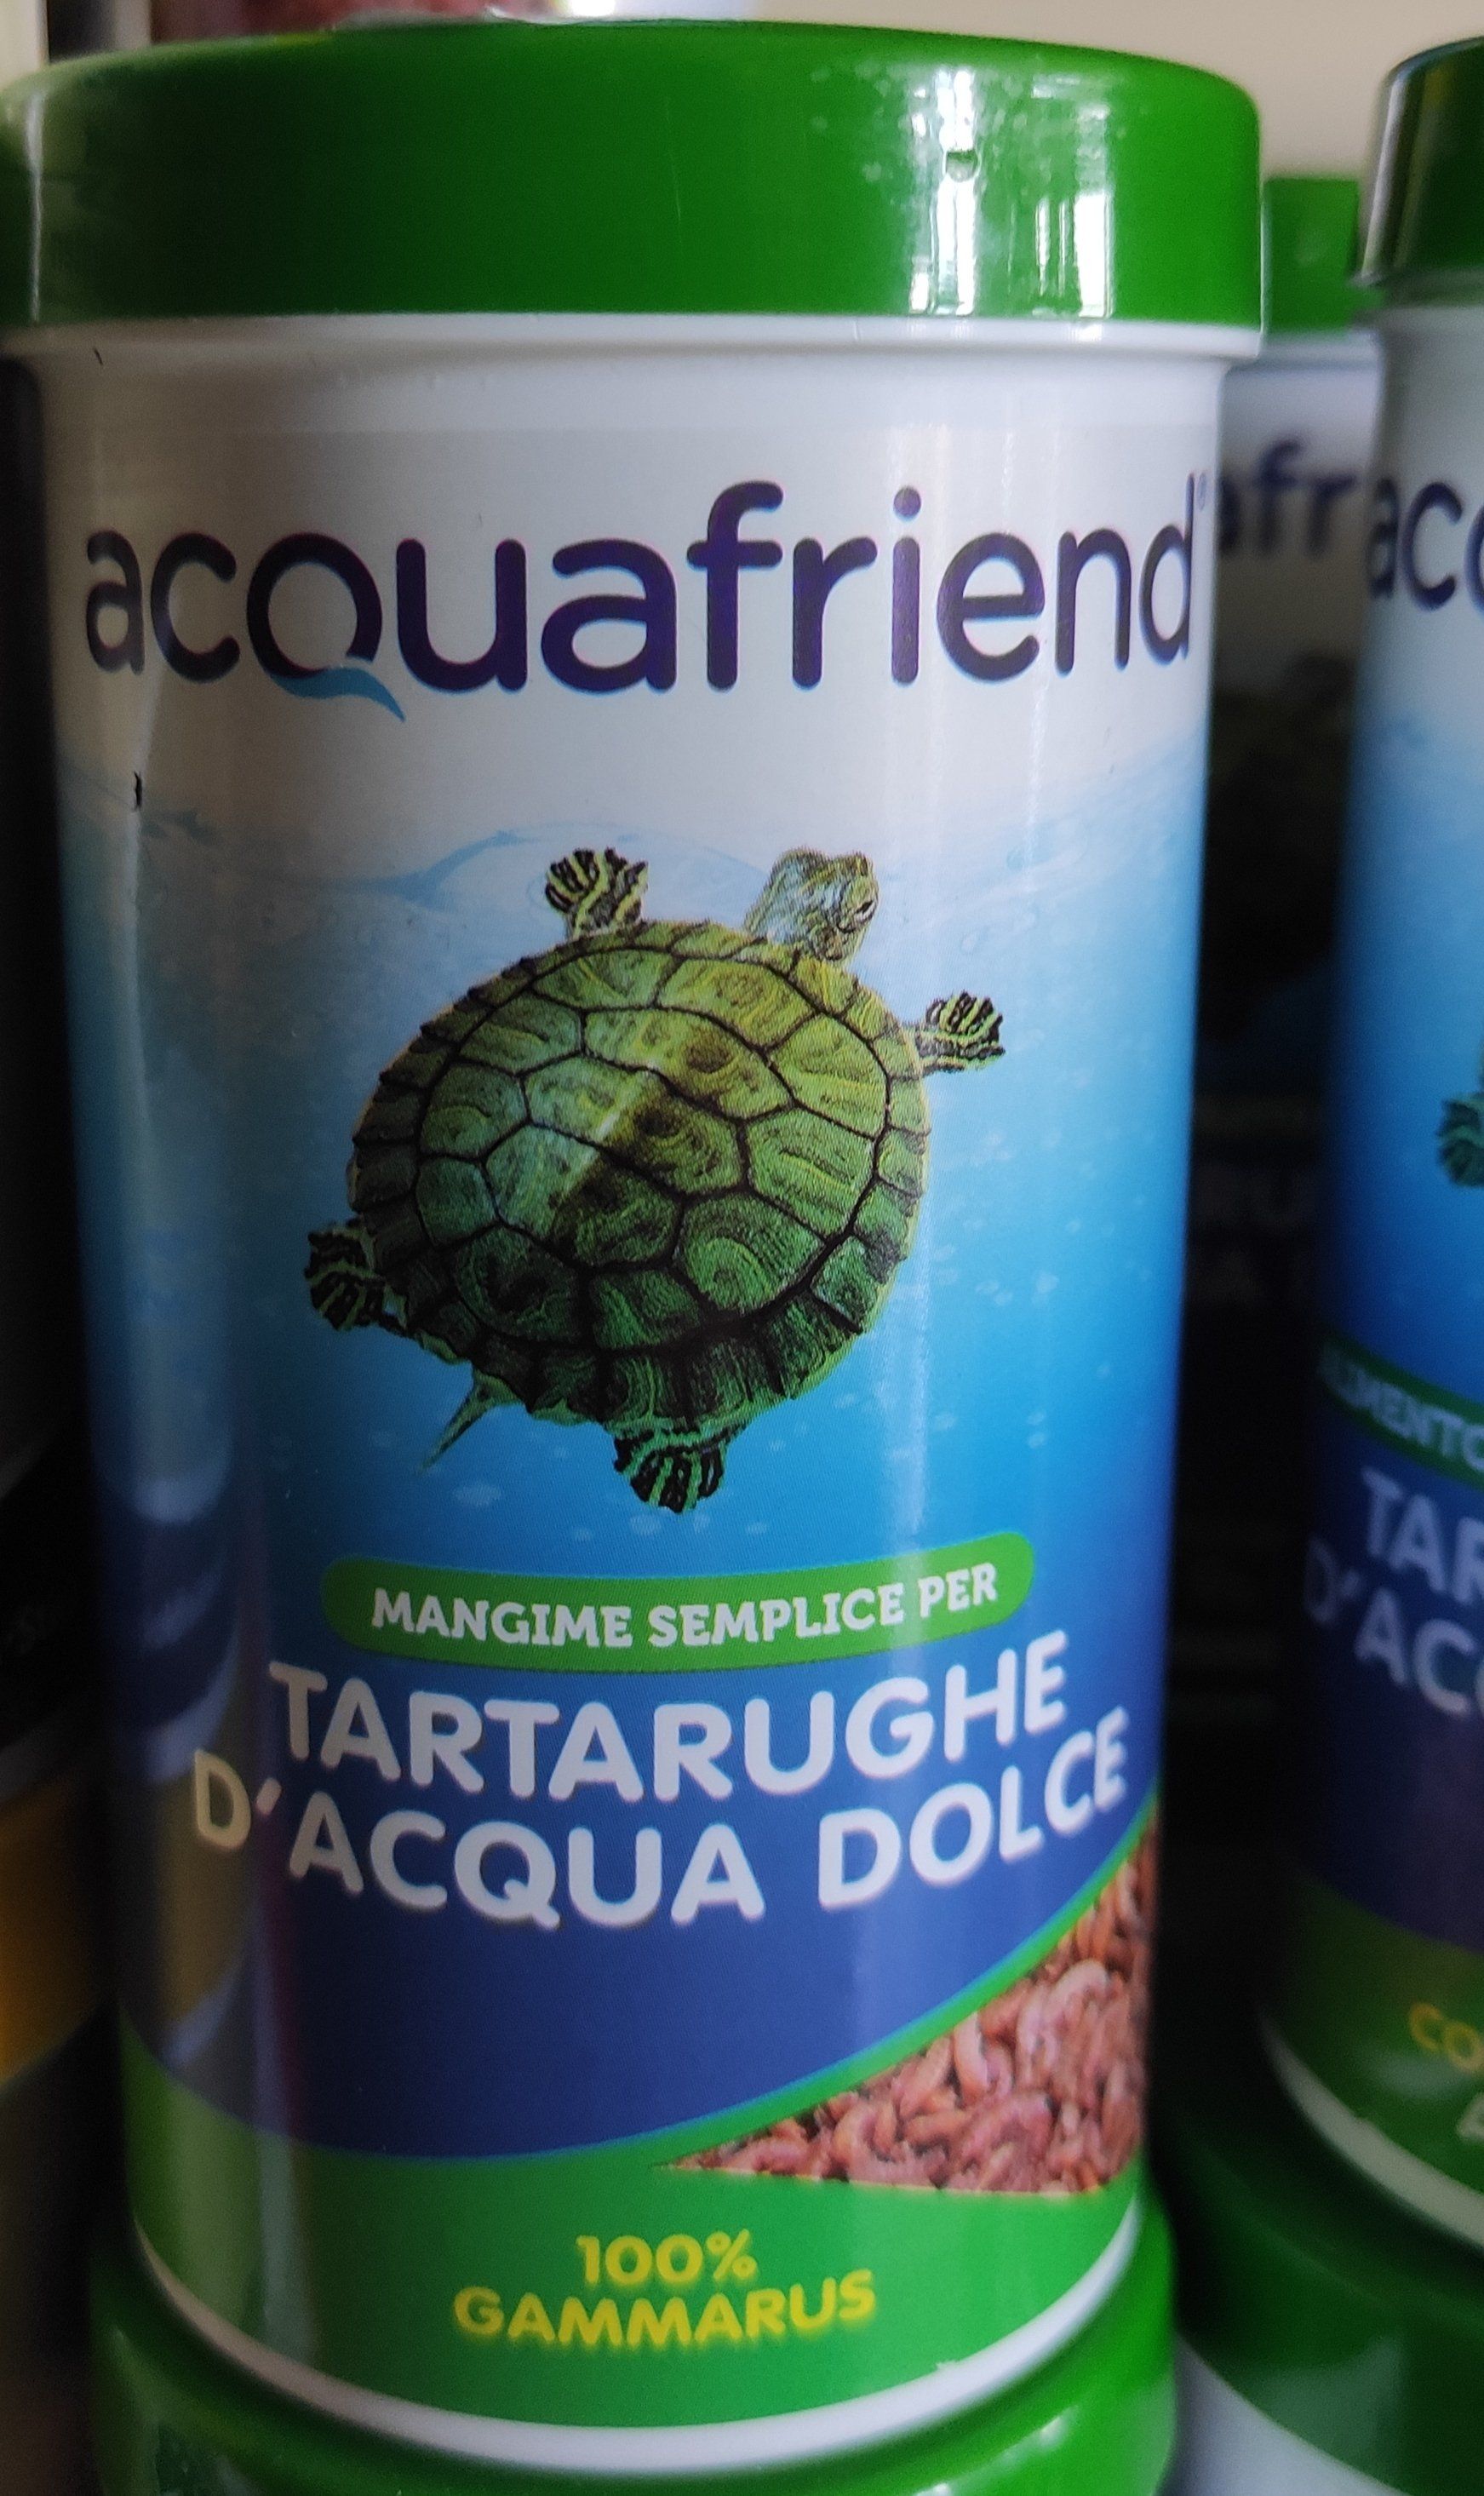 acquafriend
MANGIME SEMPLICE PER
TARTARUGHE
D'ACQUA DOLCE
100%
GAMMARUS